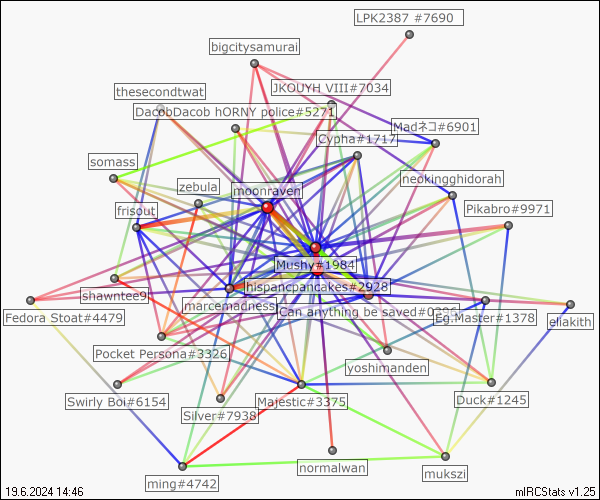 LPK2387 #7690
bigcitysamurai
JKOUYH VIII#7034
thesecondtwat
DacobDacob hORNY police#5271
Madネコ#6901
Cypha#1717
somass
neokingghidorah
zebula
moonraven
Pikabro#9971
frisout
Mushy#1984
hispancpancakes#2928
shawntee9
marcemadness
Fedora Stoat#4479
Can anything be saved#0
Eg.Master#1378
eliakith
Pocket Persona#3326
yoshimanden
Swirly Boi#6154
Silver#7938
Majestic#3375
Duck#1245
normalwan
mukszi
ming#4742
19.6.2024 14:46
mIRCStats v1.25